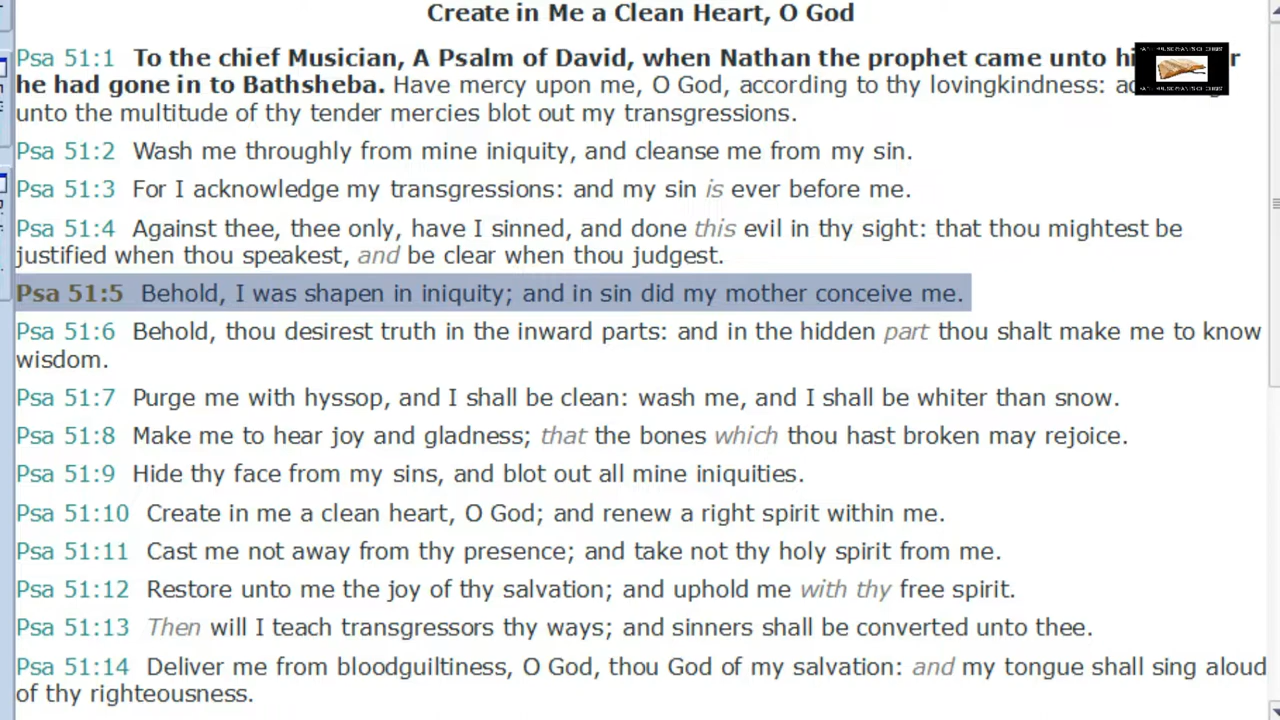 Create in Me a Clean Heart, O God
Psa 51:1 To the chief Musician, A Psalm of David, when Nathan the prophet came unto
he had gone in to Bathsheba. Have mercy upon me, O God, according to thy lovingkindness:
unto the multitude of thy tender mercies blot out my transgressions.
Psa 51:2 Wash me throughly from mine iniquity, and cleanse me from my sin.
Psa 51:3 For I acknowledge my transgressions: and my sin is ever before me.
Psa 51:4 Against thee, thee only, have I sinned, and done this evil in thy sight: that thou mightest be
justified when thou speakest, and be clear when thou judgest.
Psa 51:5 Behold, I was shapen in iniquity; and in sin did my mother conceive me.
Psa 51:6 Behold, thou desirest truth in the inward parts: and in the hidden part thou shalt make me to know
wisdom.
Psa 51:7 Purge me with hyssop, and I shall be clean: wash me, and I shall be whiter than snow.
Psa 51:8 Make me to hear joy and gladness; that the bones which thou hast broken may rejoice.
Psa 51:9 Hide thy face from my sins, and blot out all mine iniquities.
Psa 51:10 Create in me a clean heart, O God; and renew a right spirit within me.
Psa 51:11 Cast me not away from thy presence; and take not thy holy spirit from me.
Psa 51:12 Restore unto me the joy of thy salvation; and uphold me with thy free spirit.
Psa 51:13 Then will I teach transgressors thy ways; and sinners shall be converted unto thee.
Psa 51:14 Deliver me from bloodguiltiness, O God, thou God of my salvation: and my tongue shall sing aloud
of thy righteousness.